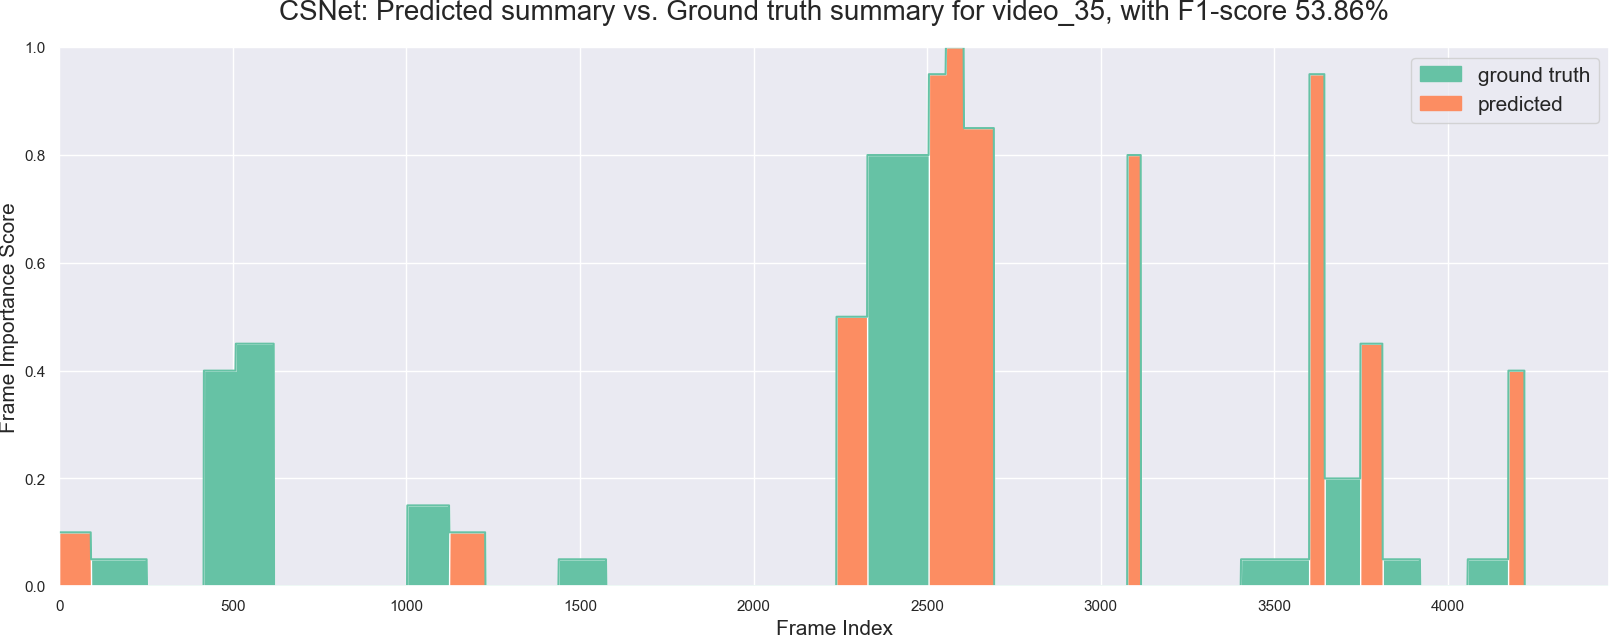 CSNet: Predicted summary vs. Ground truth summary for video_35, with F1-score 53.86%
1.0
0.8
0.6
0.4
0.2
0.0
Frame Importance Score
ground truth
predicted
0 500 1000 1500 2000 2500 3000 3500 4000
Frame Index